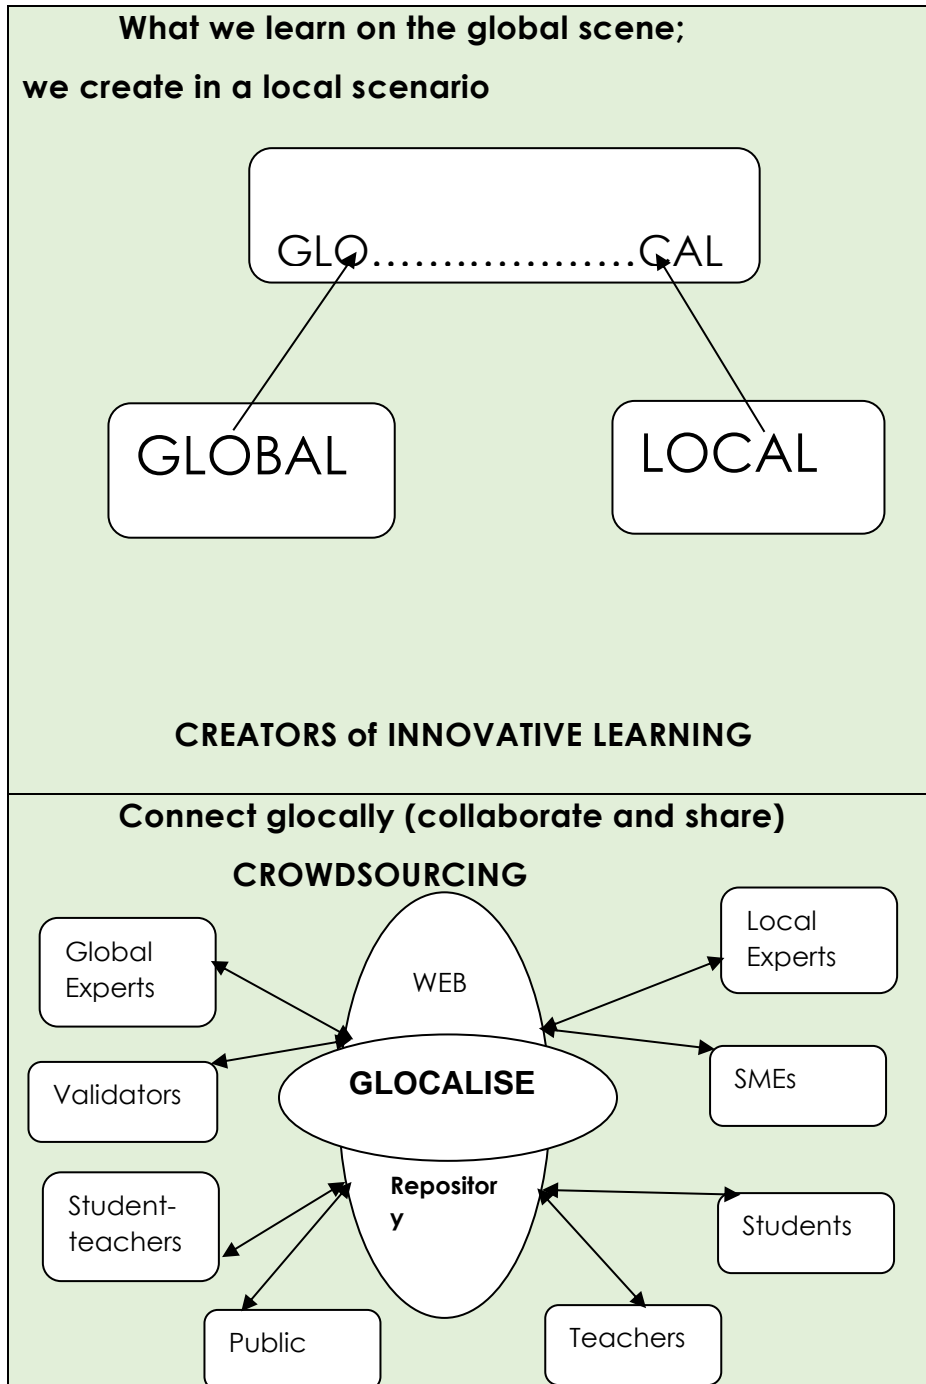 What we learn on the global scene;
we create in a local scenario
GLO...................CAL
GLOBAL
LOCAL
CREATORS of INNOVATIVE LEARNING
Connect glocally (collaborate and share)
CROWDSOURCING
Global
Experts
WEB
Local
Experts
Validators
GLOCALISE
SMEs
Student-
teachers
Repositor
y
Students
Public
Teachers